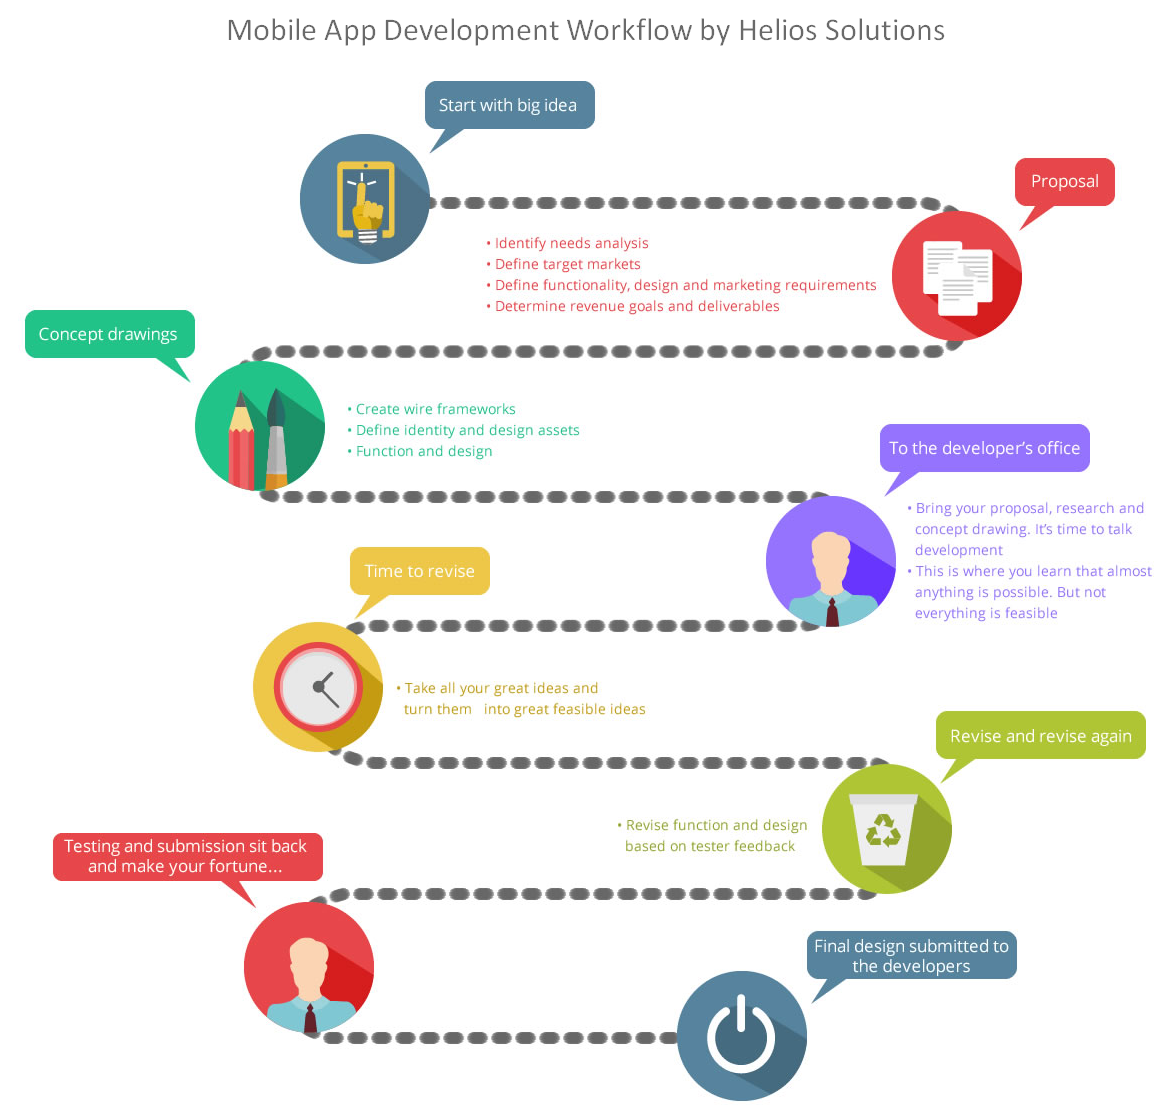 Mobile App Development Workflow by Helios Solutions
Start with big idea
Proposal
• Identify needs analysis
• Define target markets
• Define functionality, design and marketing requirements
• Determine revenue goals and deliverables
Concept drawings
• Create wire frameworks
• Define identity and design assets
• Function and design
To the developer's office
• Bring your proposal, research and
concept drawing. It's time to talk
development
• This is where you learn that almost
anything is possible. But not
everything is feasible
Time to revise
• Take all your great ideas and
turn them into great feasible ideas
Revise and revise again
• Revise function and design
based on tester feedback
Testing and submission sit back
and make your fortune...
Final design submitted to
the developers